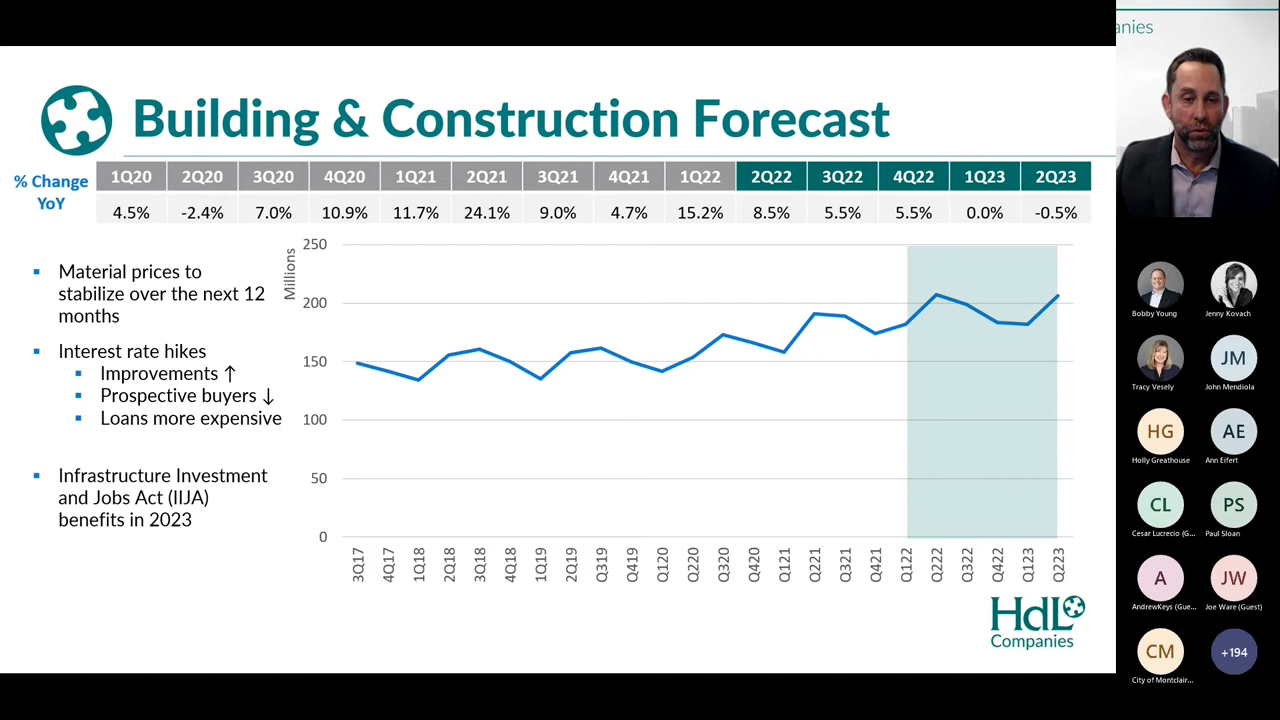 anies
Building & Construction Forecast
% Change
YoY
1Q20 2Q20 3Q20 4Q20 1Q21 2Q21 3Q21 4Q21 1Q22 2Q22 3Q22 4Q22 1Q23 2Q23
4.5% -2.4% 7.0% 10.9% 11.7% 24.1% 9.0% 4.7% 15.2% 8.5% 5.5% 5.5% 0.0% -0.5%
Material prices to
stabilize over the next 12
months
Interest rate hikes
Improvements ↑
Prospective buyers ↓
Loans more expensive
Infrastructure Investment
and Jobs Act (IIJA)
benefits in 2023
Millions
250
200
150
100
50
0
3Q17 4Q17 1Q18 2Q18 3Q18 4Q18 1Q19 2Q19 Q319 Q419 Q120 Q220 Q320 Q420 Q121 Q221 Q321 Q421 Q122 Q222 Q322 Q422 Q123 Q223
HdL
Companies
Bobby Young
Jenny Kovach
Tracy Vesely
JM
John Mendiola
HG
Holly Greathouse
AE
Ann Eifert
CL
Cesar Lucrecio (G...
PS
Paul Sloan
A
AndrewKeys (Gue...
JW
Joe Ware (Guest)
CM
City of Montclair...
+194